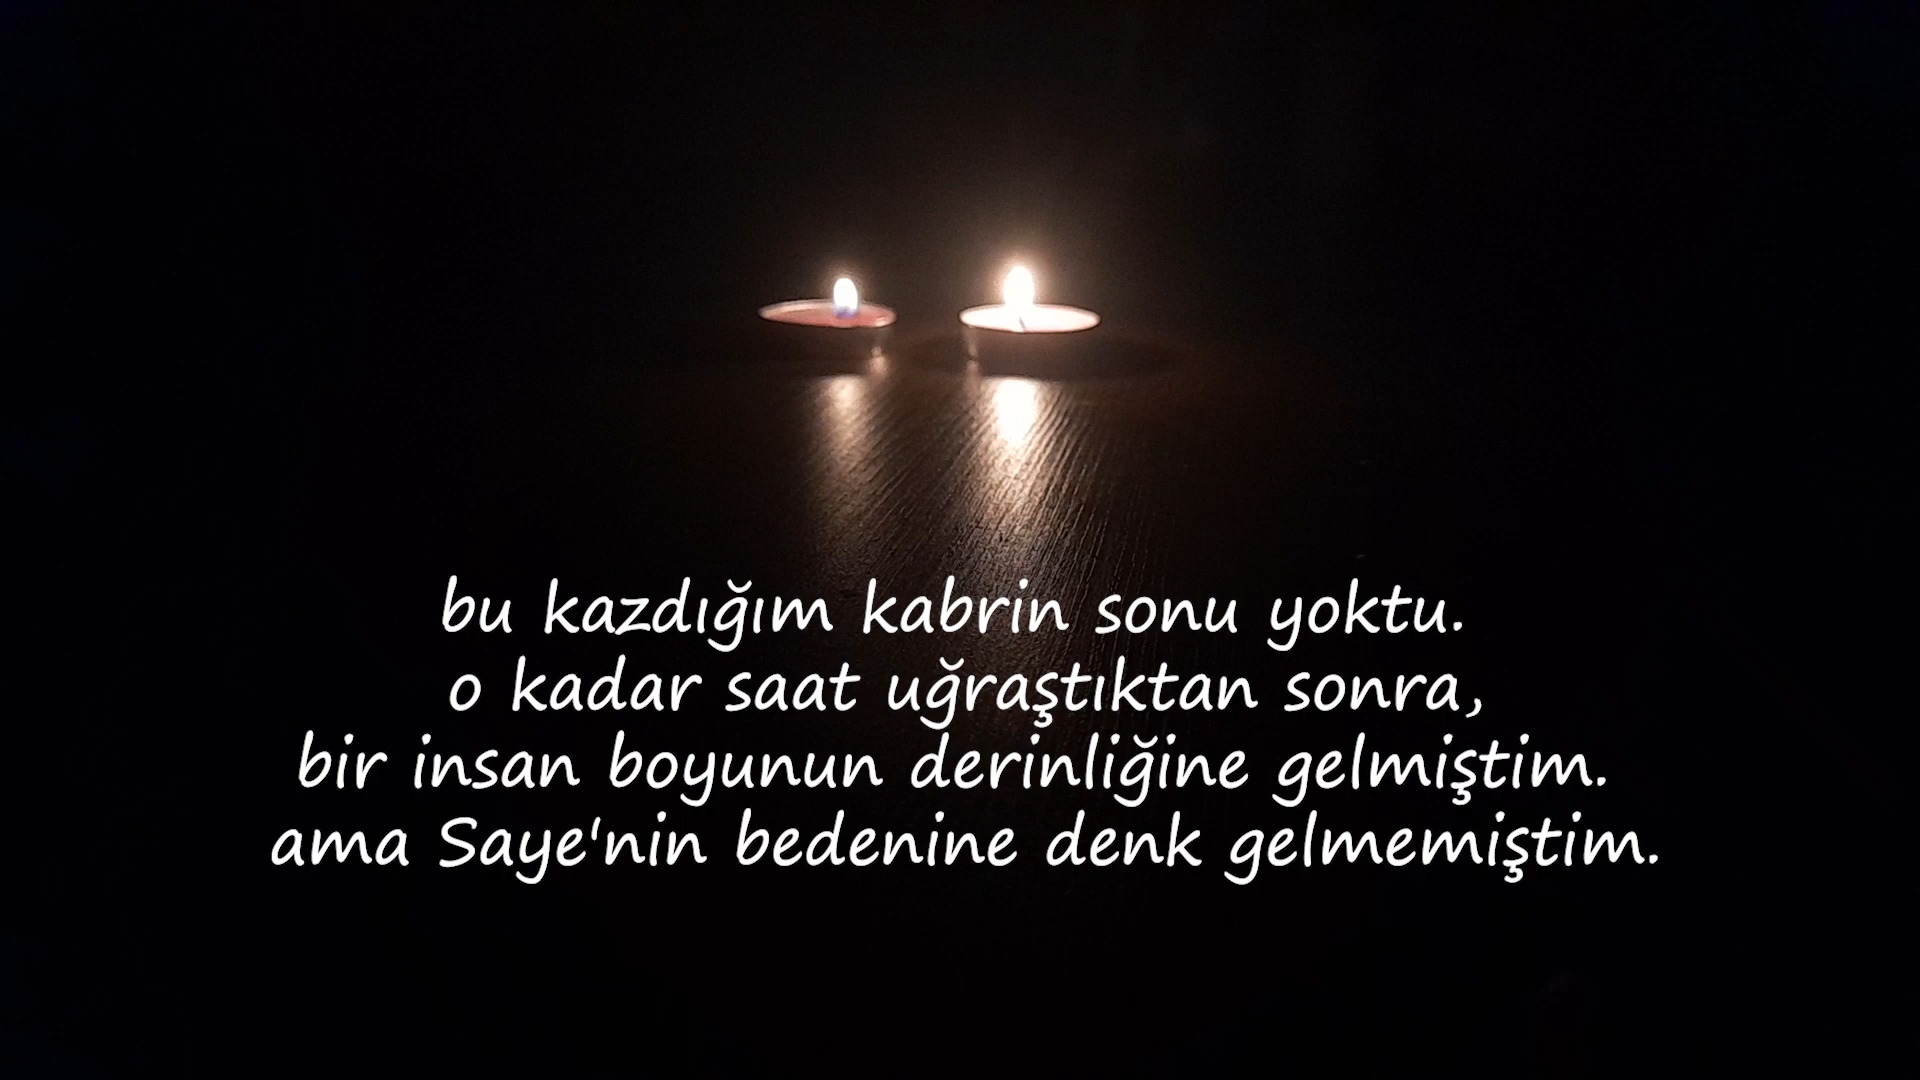 bu kazdığım kabrin sonu yoktu.
o kadar saat uğraştıktan sonra,
bir insan boyunun derinliğine gelmiştim.
ama Saye'nin bedenine denk gelmemiştim.